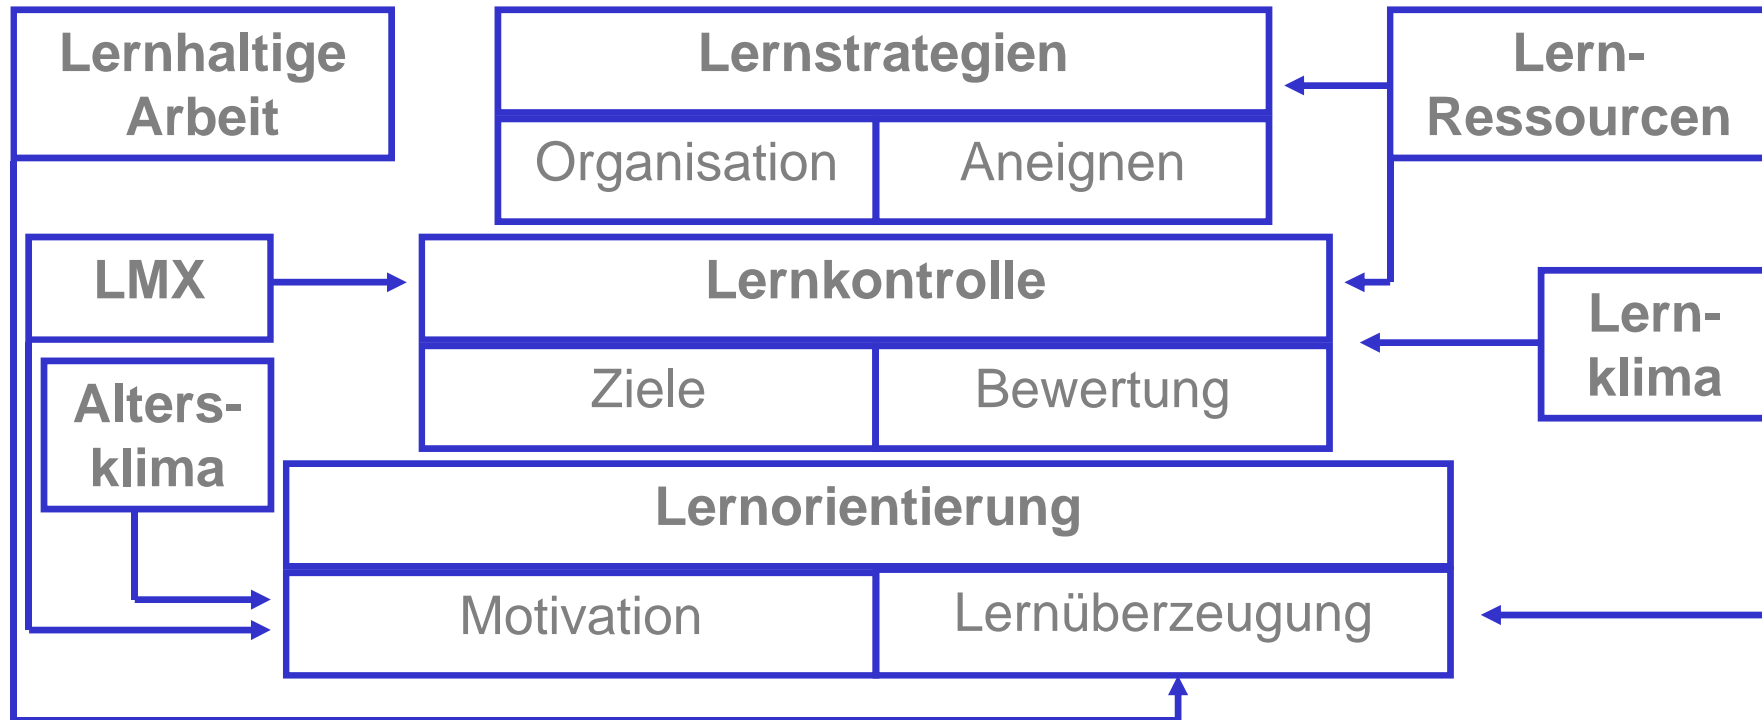 Lernhaltige
Arbeit
Lernstrategien
Organisation
Aneignen
Lern-
Ressourcen
LMX
Lernkontrolle
Ziele
Bewertung
Lern-
klima
Alters-
klima
Lernorientierung
Motivation
Lernüberzeugung